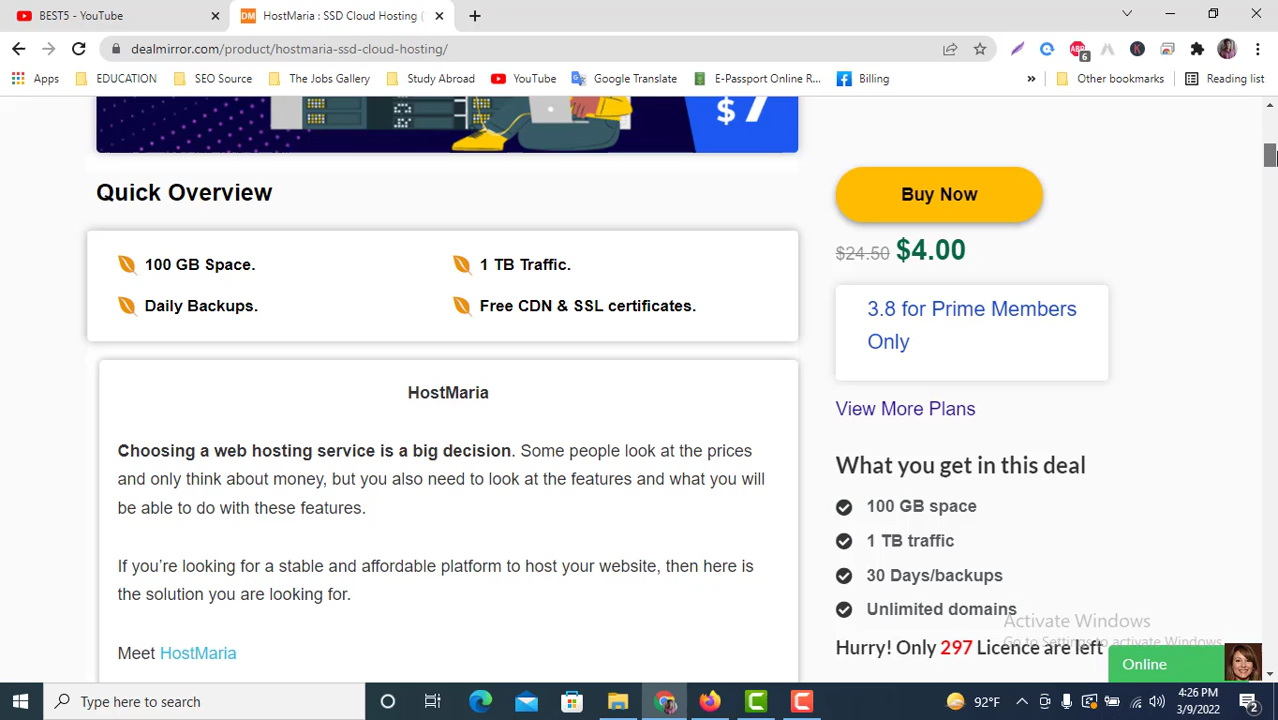 BEST5 - YouTube
HostMaria : SSD Cloud Hosting (
dealmirror.com/product/hostmaria-ssd-cloud-hosting/
6
Apps
EDUCATION
SEO Source
The Jobs Gallery
Study Abroad
YouTube
Google Translate
E-Passport Online R...
Billing
»
Other bookmarks
Reading list
$ 7
Quick Overview
100 GB Space.
1 TB Traffic.
Daily Backups.
Free CDN & SSL certificates.
HostMaria
Choosing a web hosting service is a big decision. Some people look at the prices
and only think about money, but you also need to look at the features and what you will
be able to do with these features.
If you’re looking for a stable and affordable platform to host your website, then here is
the solution you are looking for.
Meet HostMaria
Buy Now
$24.50 $4.00
3.8 for Prime Members
Only
View More Plans
What you get in this deal
100 GB space
1 TB traffic
30 Days/backups
Unlimited domains
Activate Windows
Go to Settings to activate Windows.
Hurry! Only 297 Licence are left
Online
Type here to search
92°F
4:26 PM
3/9/2022
2